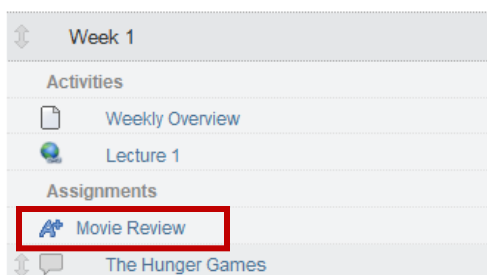 Week 1
Activities
Weekly Overview
Lecture 1
Assignments
A+ Movie Review
The Hunger Games